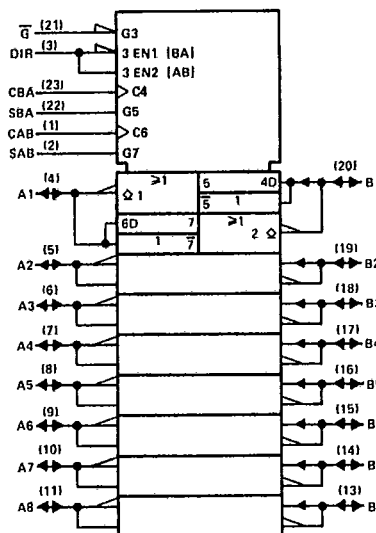 G̅ (21) G3
DIR (3) 3 EN1 [BA]
3 EN2 [AB]
CBA (23) C4
SBA (22) G5
CAB (1) C6
SAB (2) G7
A1 (4) ≥1 5 4D (20) B
◇ 1 5̅ 1
6D 7 ≥1
1 7̅ 2 ◇
A2 (5) (19) B2
A3 (6) (18) B3
A4 (7) (17) B4
A5 (8) (16) B
A6 (9) (15) B
A7 (10) (14) B
A8 (11) (13) B